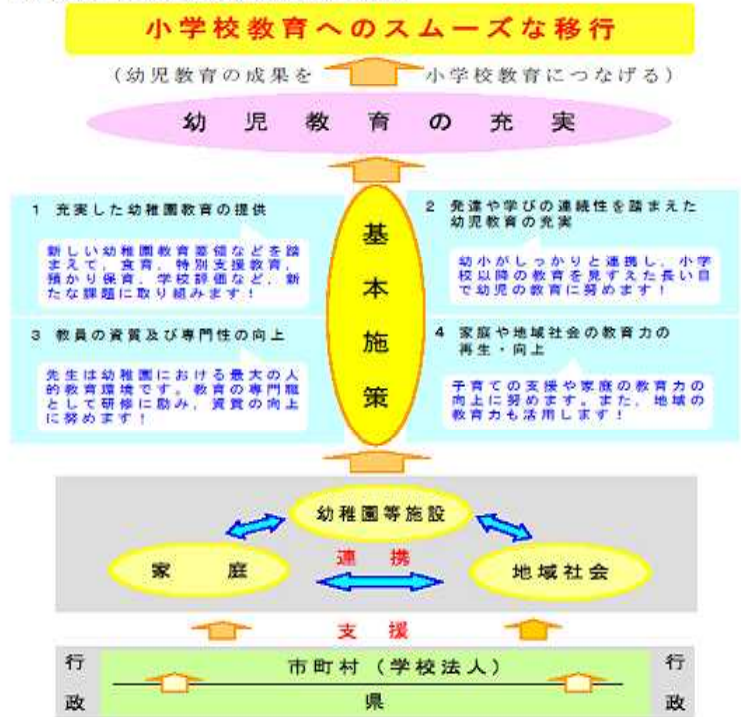 小学校教育へのスムーズな移行
（幼児教育の成果を 小学校教育につなげる）
幼児教育の充実
基本施策
1 充実した幼稚園教育の提供
新しい幼稚園教育要領などを踏
まえて，食育，特別支援教育，
預かり保育，学校評価など，新
たな課題に取り組みます！
2 発達や学びの連続性を踏まえた
幼児教育の充実
幼小がしっかりと連携し，小学
校以降の教育を見すえた長い目
で幼児の教育に努めます！
3 教員の資質及び専門性の向上
先生は幼稚園における最大の人
的教育環境です。教育の専門職
として研修に励み，資質の向上
に努めます！
4 家庭や地域社会の教育力の
再生・向上
子育ての支援や家庭の教育力の
向上に努めます。また，地域の
教育力も活用します！
幼稚園等施設
連携
家庭
地域社会
支援
行政
市町村（学校法人）
県
行政